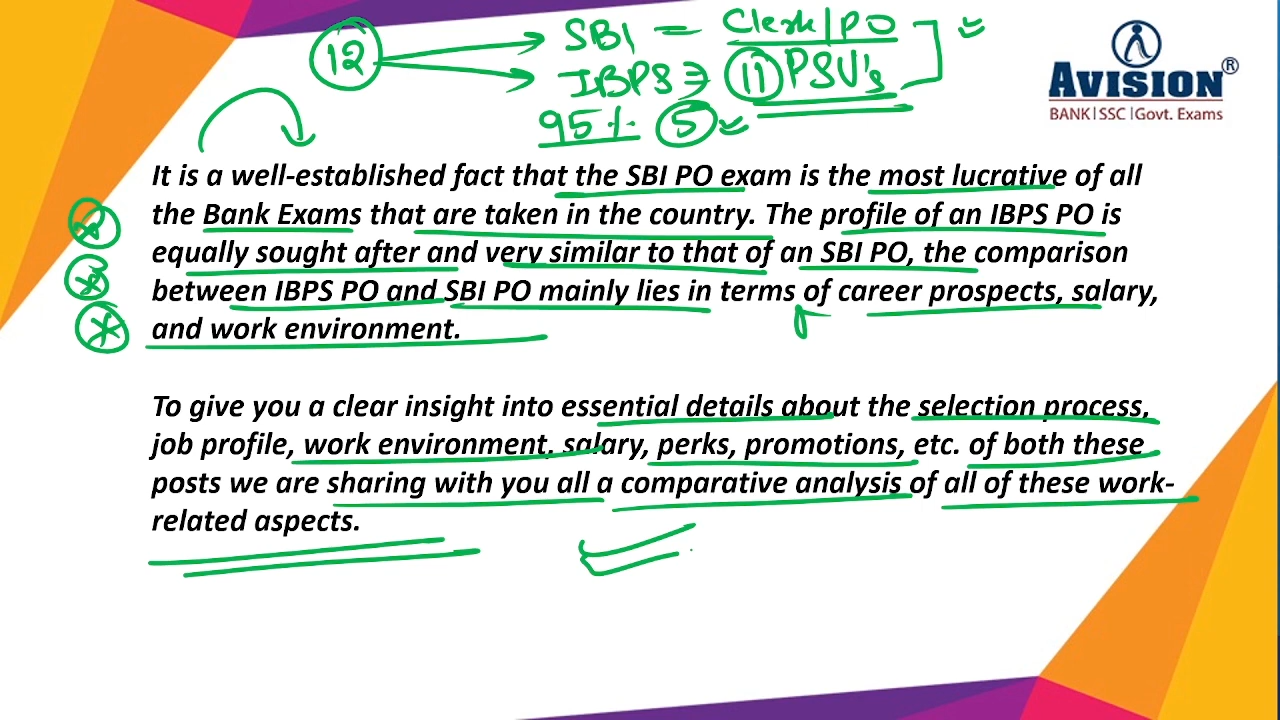 12 SBI - Clerk/PO
IBPS 11 PSU's
95% 5
AVISION®
BANK|SSC|Govt. Exams
It is a well-established fact that the SBI PO exam is the most lucrative of all
the Bank Exams that are taken in the country. The profile of an IBPS PO is
equally sought after and very similar to that of an SBI PO, the comparison
between IBPS PO and SBI PO mainly lies in terms of career prospects, salary,
and work environment.
To give you a clear insight into essential details about the selection process,
job profile, work environment, salary, perks, promotions, etc. of both these
posts we are sharing with you all a comparative analysis of all of these work-
related aspects.